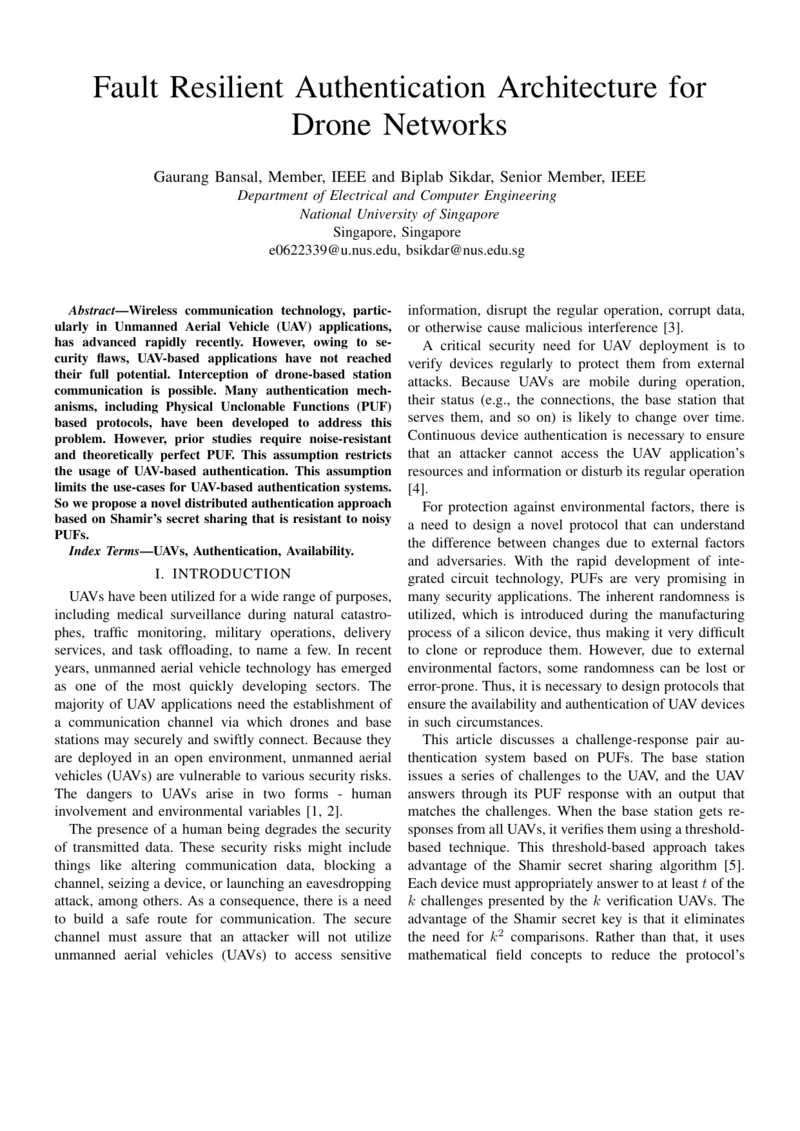 Fault Resilient Authentication Architecture for
Drone Networks
Gaurang Bansal, Member, IEEE and Biplab Sikdar, Senior Member, IEEE
Department of Electrical and Computer Engineering
National University of Singapore
Singapore, Singapore
e0622339@u.nus.edu, bsikdar@nus.edu.sg
Abstract—Wireless communication technology, partic-
ularly in Unmanned Aerial Vehicle (UAV) applications,
has advanced rapidly recently. However, owing to se-
curity flaws, UAV-based applications have not reached
their full potential. Interception of drone-based station
communication is possible. Many authentication mech-
anisms, including Physical Unclonable Functions (PUF)
based protocols, have been developed to address this
problem. However, prior studies require noise-resistant
and theoretically perfect PUF. This assumption restricts
the usage of UAV-based authentication. This assumption
limits the use-cases for UAV-based authentication systems.
So we propose a novel distributed authentication approach
based on Shamir's secret sharing that is resistant to noisy
PUFs.
Index Terms—UAVs, Authentication, Availability.
I. INTRODUCTION
UAVs have been utilized for a wide range of purposes,
including medical surveillance during natural catastro-
phes, traffic monitoring, military operations, delivery
services, and task offloading, to name a few. In recent
years, unmanned aerial vehicle technology has emerged
as one of the most quickly developing sectors. The
majority of UAV applications need the establishment of
a communication channel via which drones and base
stations may securely and swiftly connect. Because they
are deployed in an open environment, unmanned aerial
vehicles (UAVs) are vulnerable to various security risks.
The dangers to UAVs arise in two forms - human
involvement and environmental variables [1, 2].
The presence of a human being degrades the security
of transmitted data. These security risks might include
things like altering communication data, blocking a
channel, seizing a device, or launching an eavesdropping
attack, among others. As a consequence, there is a need
to build a safe route for communication. The secure
channel must assure that an attacker will not utilize
unmanned aerial vehicles (UAVs) to access sensitive
information, disrupt the regular operation, corrupt data,
or otherwise cause malicious interference [3].
A critical security need for UAV deployment is to
verify devices regularly to protect them from external
attacks. Because UAVs are mobile during operation,
their status (e.g., the connections, the base station that
serves them, and so on) is likely to change over time.
Continuous device authentication is necessary to ensure
that an attacker cannot access the UAV application's
resources and information or disturb its regular operation
[4].
For protection against environmental factors, there is
a need to design a novel protocol that can understand
the difference between changes due to external factors
and adversaries. With the rapid development of inte-
grated circuit technology, PUFs are very promising in
many security applications. The inherent randomness is
utilized, which is introduced during the manufacturing
process of a silicon device, thus making it very difficult
to clone or reproduce them. However, due to external
environmental factors, some randomness can be lost or
error-prone. Thus, it is necessary to design protocols that
ensure the availability and authentication of UAV devices
in such circumstances.
This article discusses a challenge-response pair au-
thentication system based on PUFs. The base station
issues a series of challenges to the UAV, and the UAV
answers through its PUF response with an output that
matches the challenges. When the base station gets re-
sponses from all UAVs, it verifies them using a threshold-
based technique. This threshold-based approach takes
advantage of the Shamir secret sharing algorithm [5].
Each device must appropriately answer to at least t of the
k challenges presented by the k verification UAVs. The
advantage of the Shamir secret key is that it eliminates
the need for k² comparisons. Rather than that, it uses
mathematical field concepts to reduce the protocol's